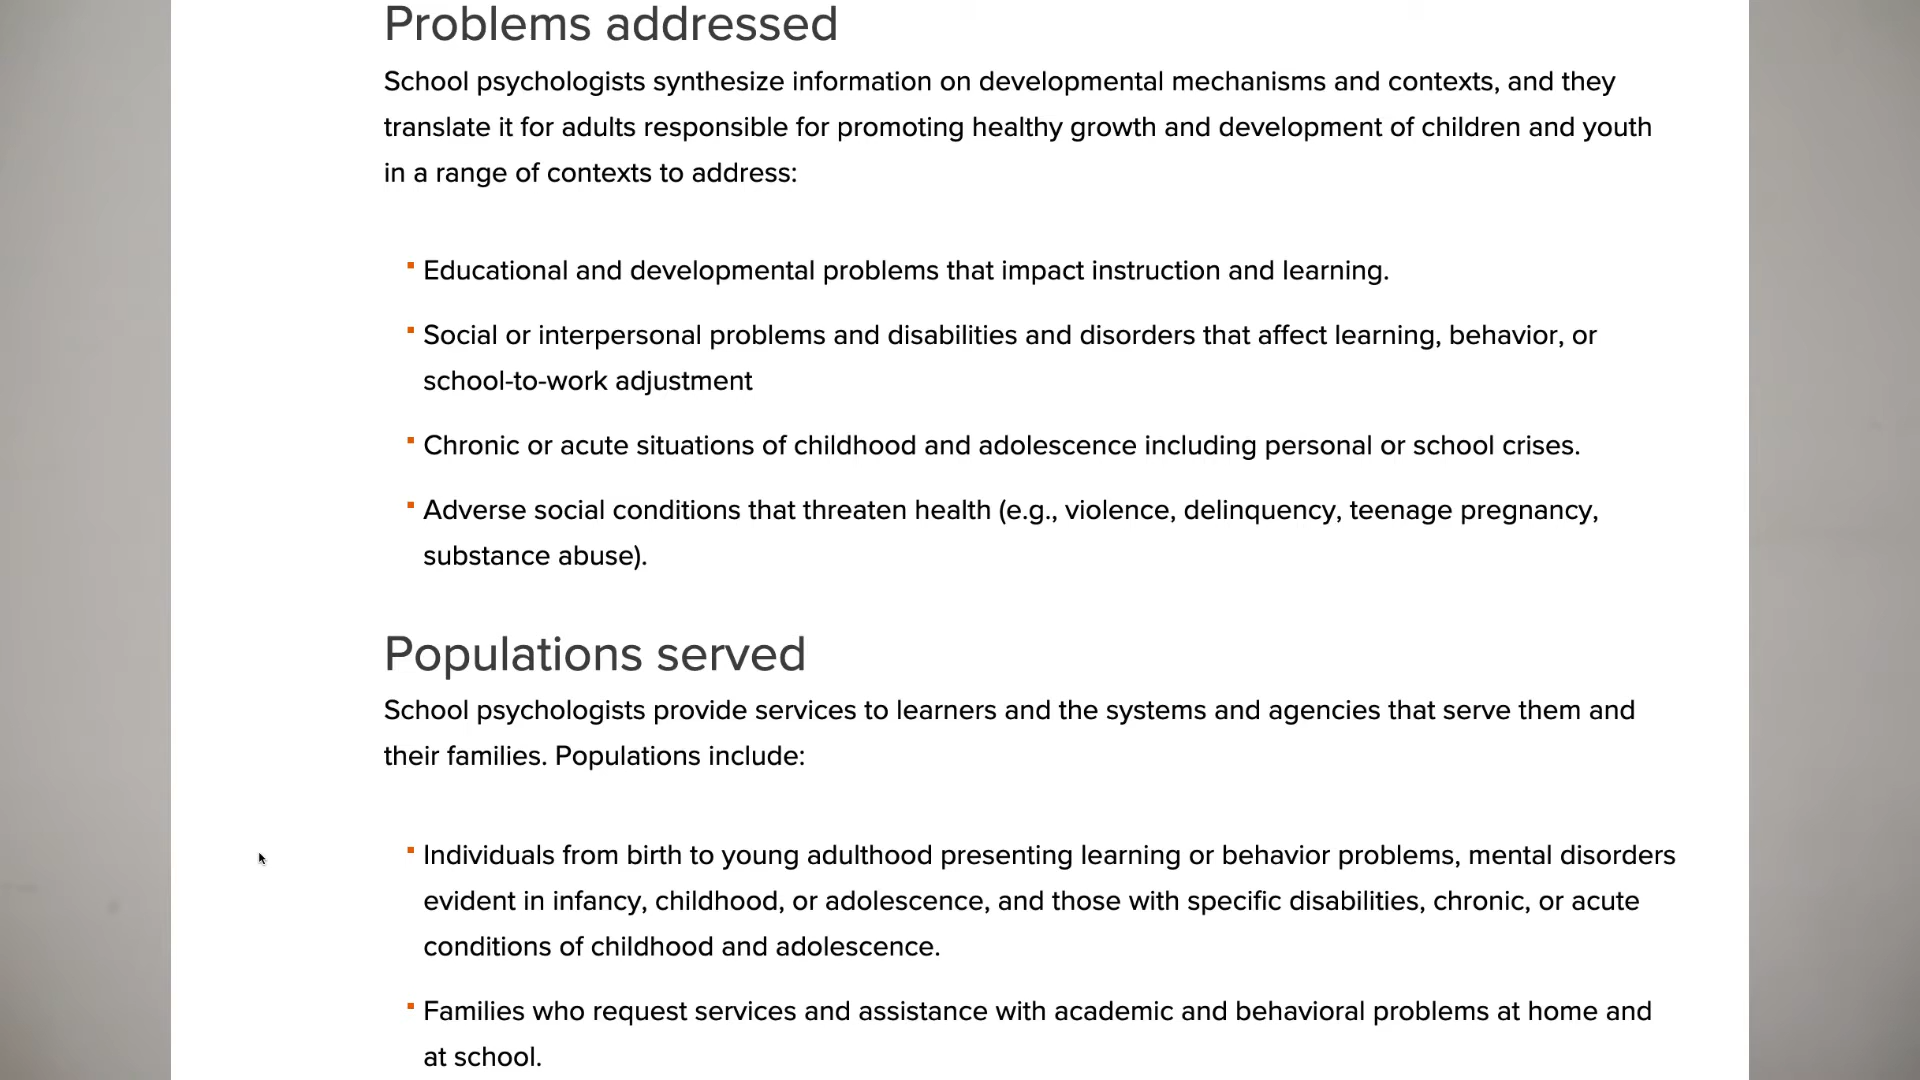 Problems addressed
School psychologists synthesize information on developmental mechanisms and contexts, and they
translate it for adults responsible for promoting healthy growth and development of children and youth
in a range of contexts to address:
Educational and developmental problems that impact instruction and learning.
Social or interpersonal problems and disabilities and disorders that affect learning, behavior, or
school-to-work adjustment
Chronic or acute situations of childhood and adolescence including personal or school crises.
Adverse social conditions that threaten health (e.g., violence, delinquency, teenage pregnancy,
substance abuse).
Populations served
School psychologists provide services to learners and the systems and agencies that serve them and
their families. Populations include:
Individuals from birth to young adulthood presenting learning or behavior problems, mental disorders
evident in infancy, childhood, or adolescence, and those with specific disabilities, chronic, or acute
conditions of childhood and adolescence.
Families who request services and assistance with academic and behavioral problems at home and
at school.